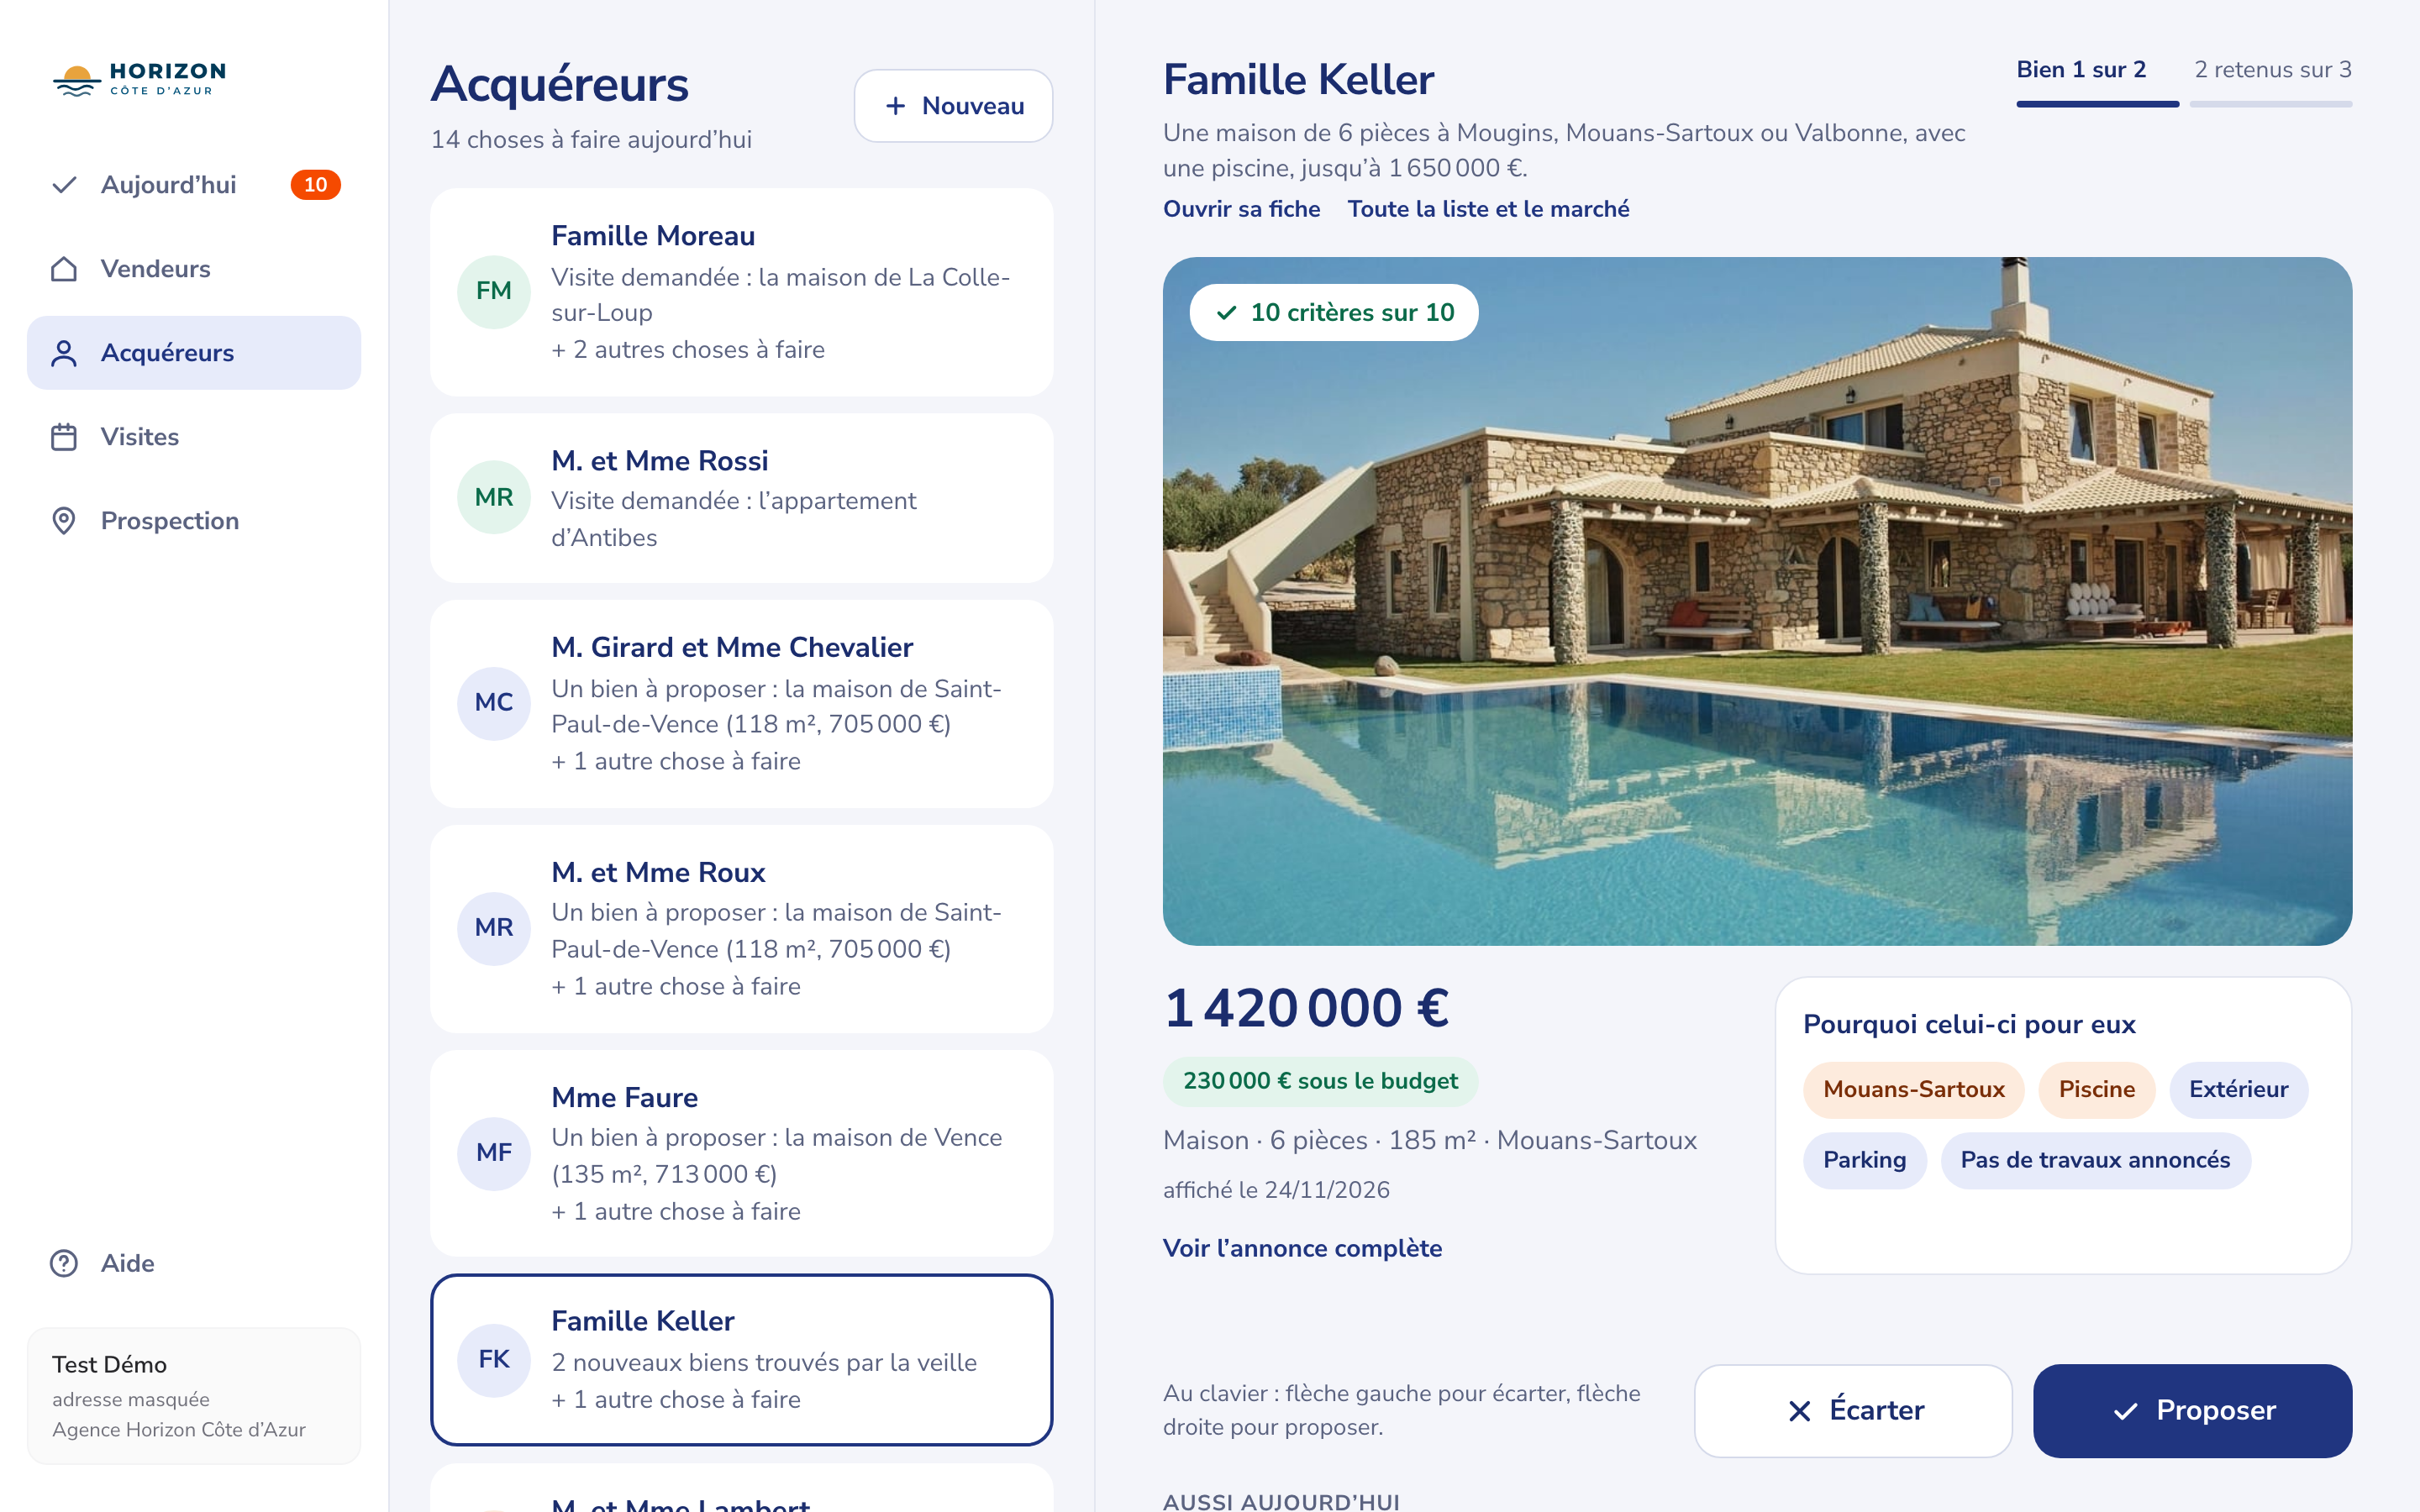 HORIZON
CÔTE D'AZUR
Aujourd’hui
10
Vendeurs
Acquéreurs
Visites
Prospection
Aide
Test Démo
adresse masquée
Agence Horizon Côte d’Azur
Acquéreurs
14 choses à faire aujourd’hui
Nouveau
FM
Famille Moreau
Visite demandée : la maison de La Colle-
sur-Loup
+ 2 autres choses à faire
MR
M. et Mme Rossi
Visite demandée : l’appartement
d’Antibes
MC
M. Girard et Mme Chevalier
Un bien à proposer : la maison de Saint-
Paul-de-Vence (118 m², 705 000 €)
+ 1 autre chose à faire
MR
M. et Mme Roux
Un bien à proposer : la maison de Saint-
Paul-de-Vence (118 m², 705 000 €)
+ 1 autre chose à faire
MF
Mme Faure
Un bien à proposer : la maison de Vence
(135 m², 713 000 €)
+ 1 autre chose à faire
FK
Famille Keller
2 nouveaux biens trouvés par la veille
+ 1 autre chose à faire
M. et Mme Lambert
Famille Keller
Bien 1 sur 2
2 retenus sur 3
Une maison de 6 pièces à Mougins, Mouans-Sartoux ou Valbonne, avec
une piscine, jusqu’à 1 650 000 €.
Ouvrir sa fiche Toute la liste et le marché
10 critères sur 10
1 420 000 €
230 000 € sous le budget
Maison · 6 pièces · 185 m² · Mouans-Sartoux
affiché le 24/11/2026
Voir l’annonce complète
Pourquoi celui-ci pour eux
Mouans-Sartoux Piscine Extérieur
Parking Pas de travaux annoncés
Au clavier : flèche gauche pour écarter, flèche
droite pour proposer.
Écarter
Proposer
AUSSI AUJOURD’HUI